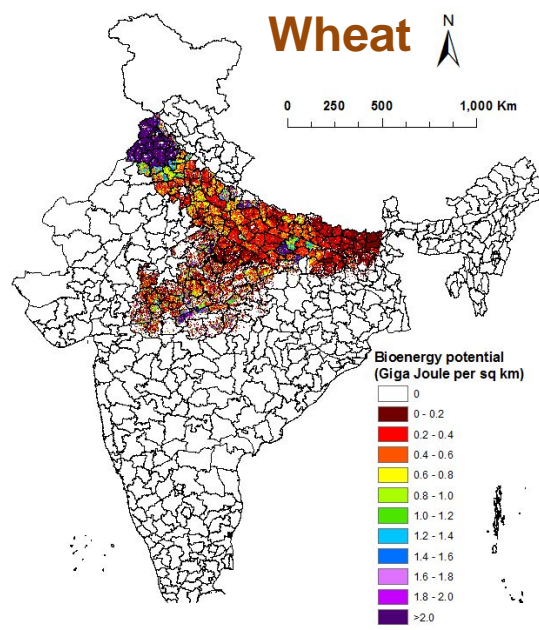 Wheat
N
0 250 500 1,000 Km
Bioenergy potential
(Giga Joule per sq km)
0
0 - 0.2
0.2 - 0.4
0.4 - 0.6
0.6 - 0.8
0.8 - 1.0
1.0 - 1.2
1.2 - 1.4
1.4 - 1.6
1.6 - 1.8
1.8 - 2.0
>2.0